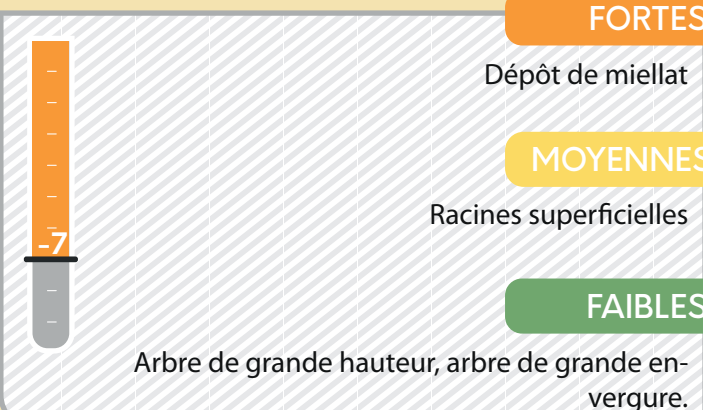 FORTES
Dépôt de miellat
MOYENNES
Racines superficielles
-7
FAIBLES
Arbre de grande hauteur, arbre de grande en-
vergure.